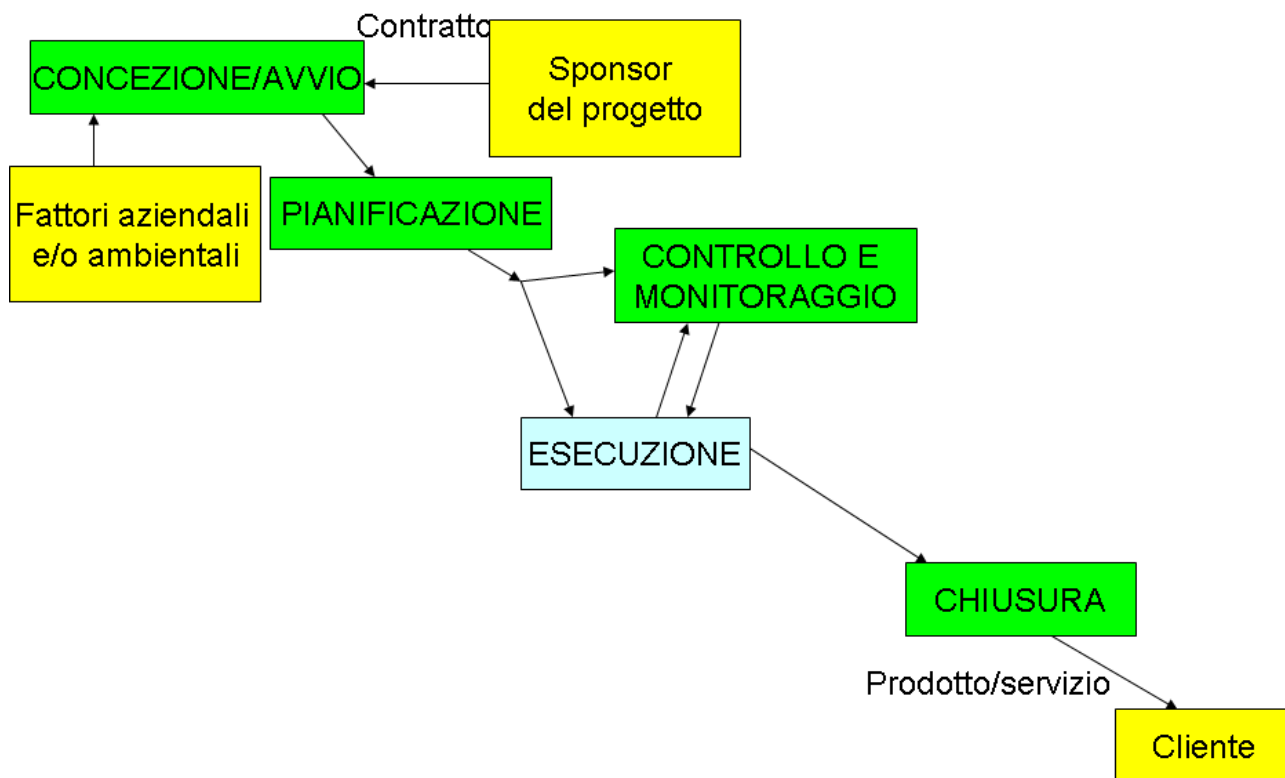 Contratto
CONCEZIONE/AVVIO
Sponsor
del progetto
Fattori aziendali
e/o ambientali
PIANIFICAZIONE
CONTROLLO E
MONITORAGGIO
ESECUZIONE
CHIUSURA
Prodotto/servizio
Cliente